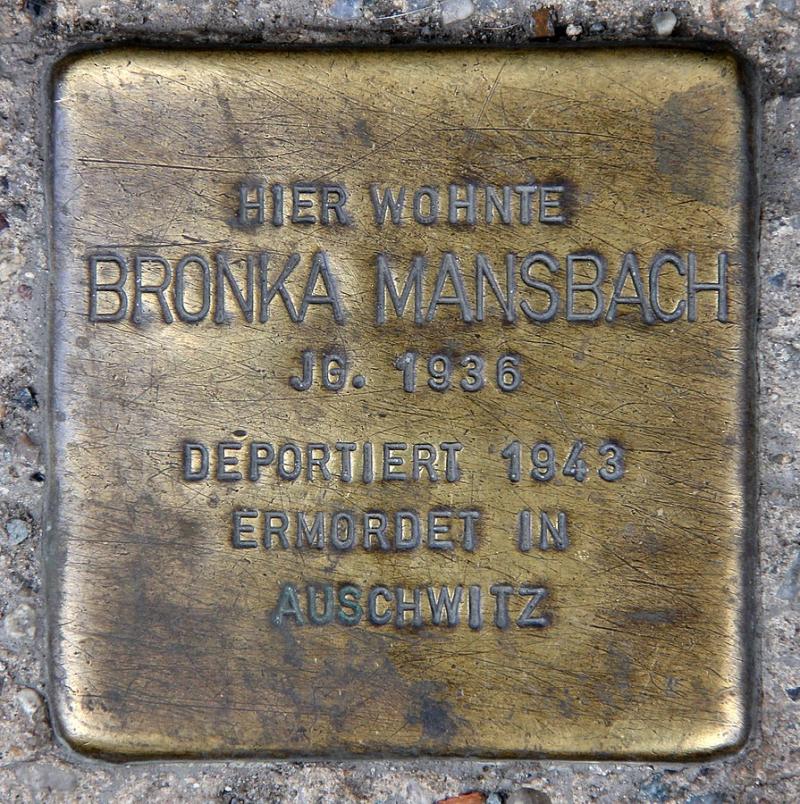 HIER WOHNTE
BRONKA MANSBACH
JG. 1936
DEPORTIERT 1943
ERMORDET IN
AUSCHWITZ